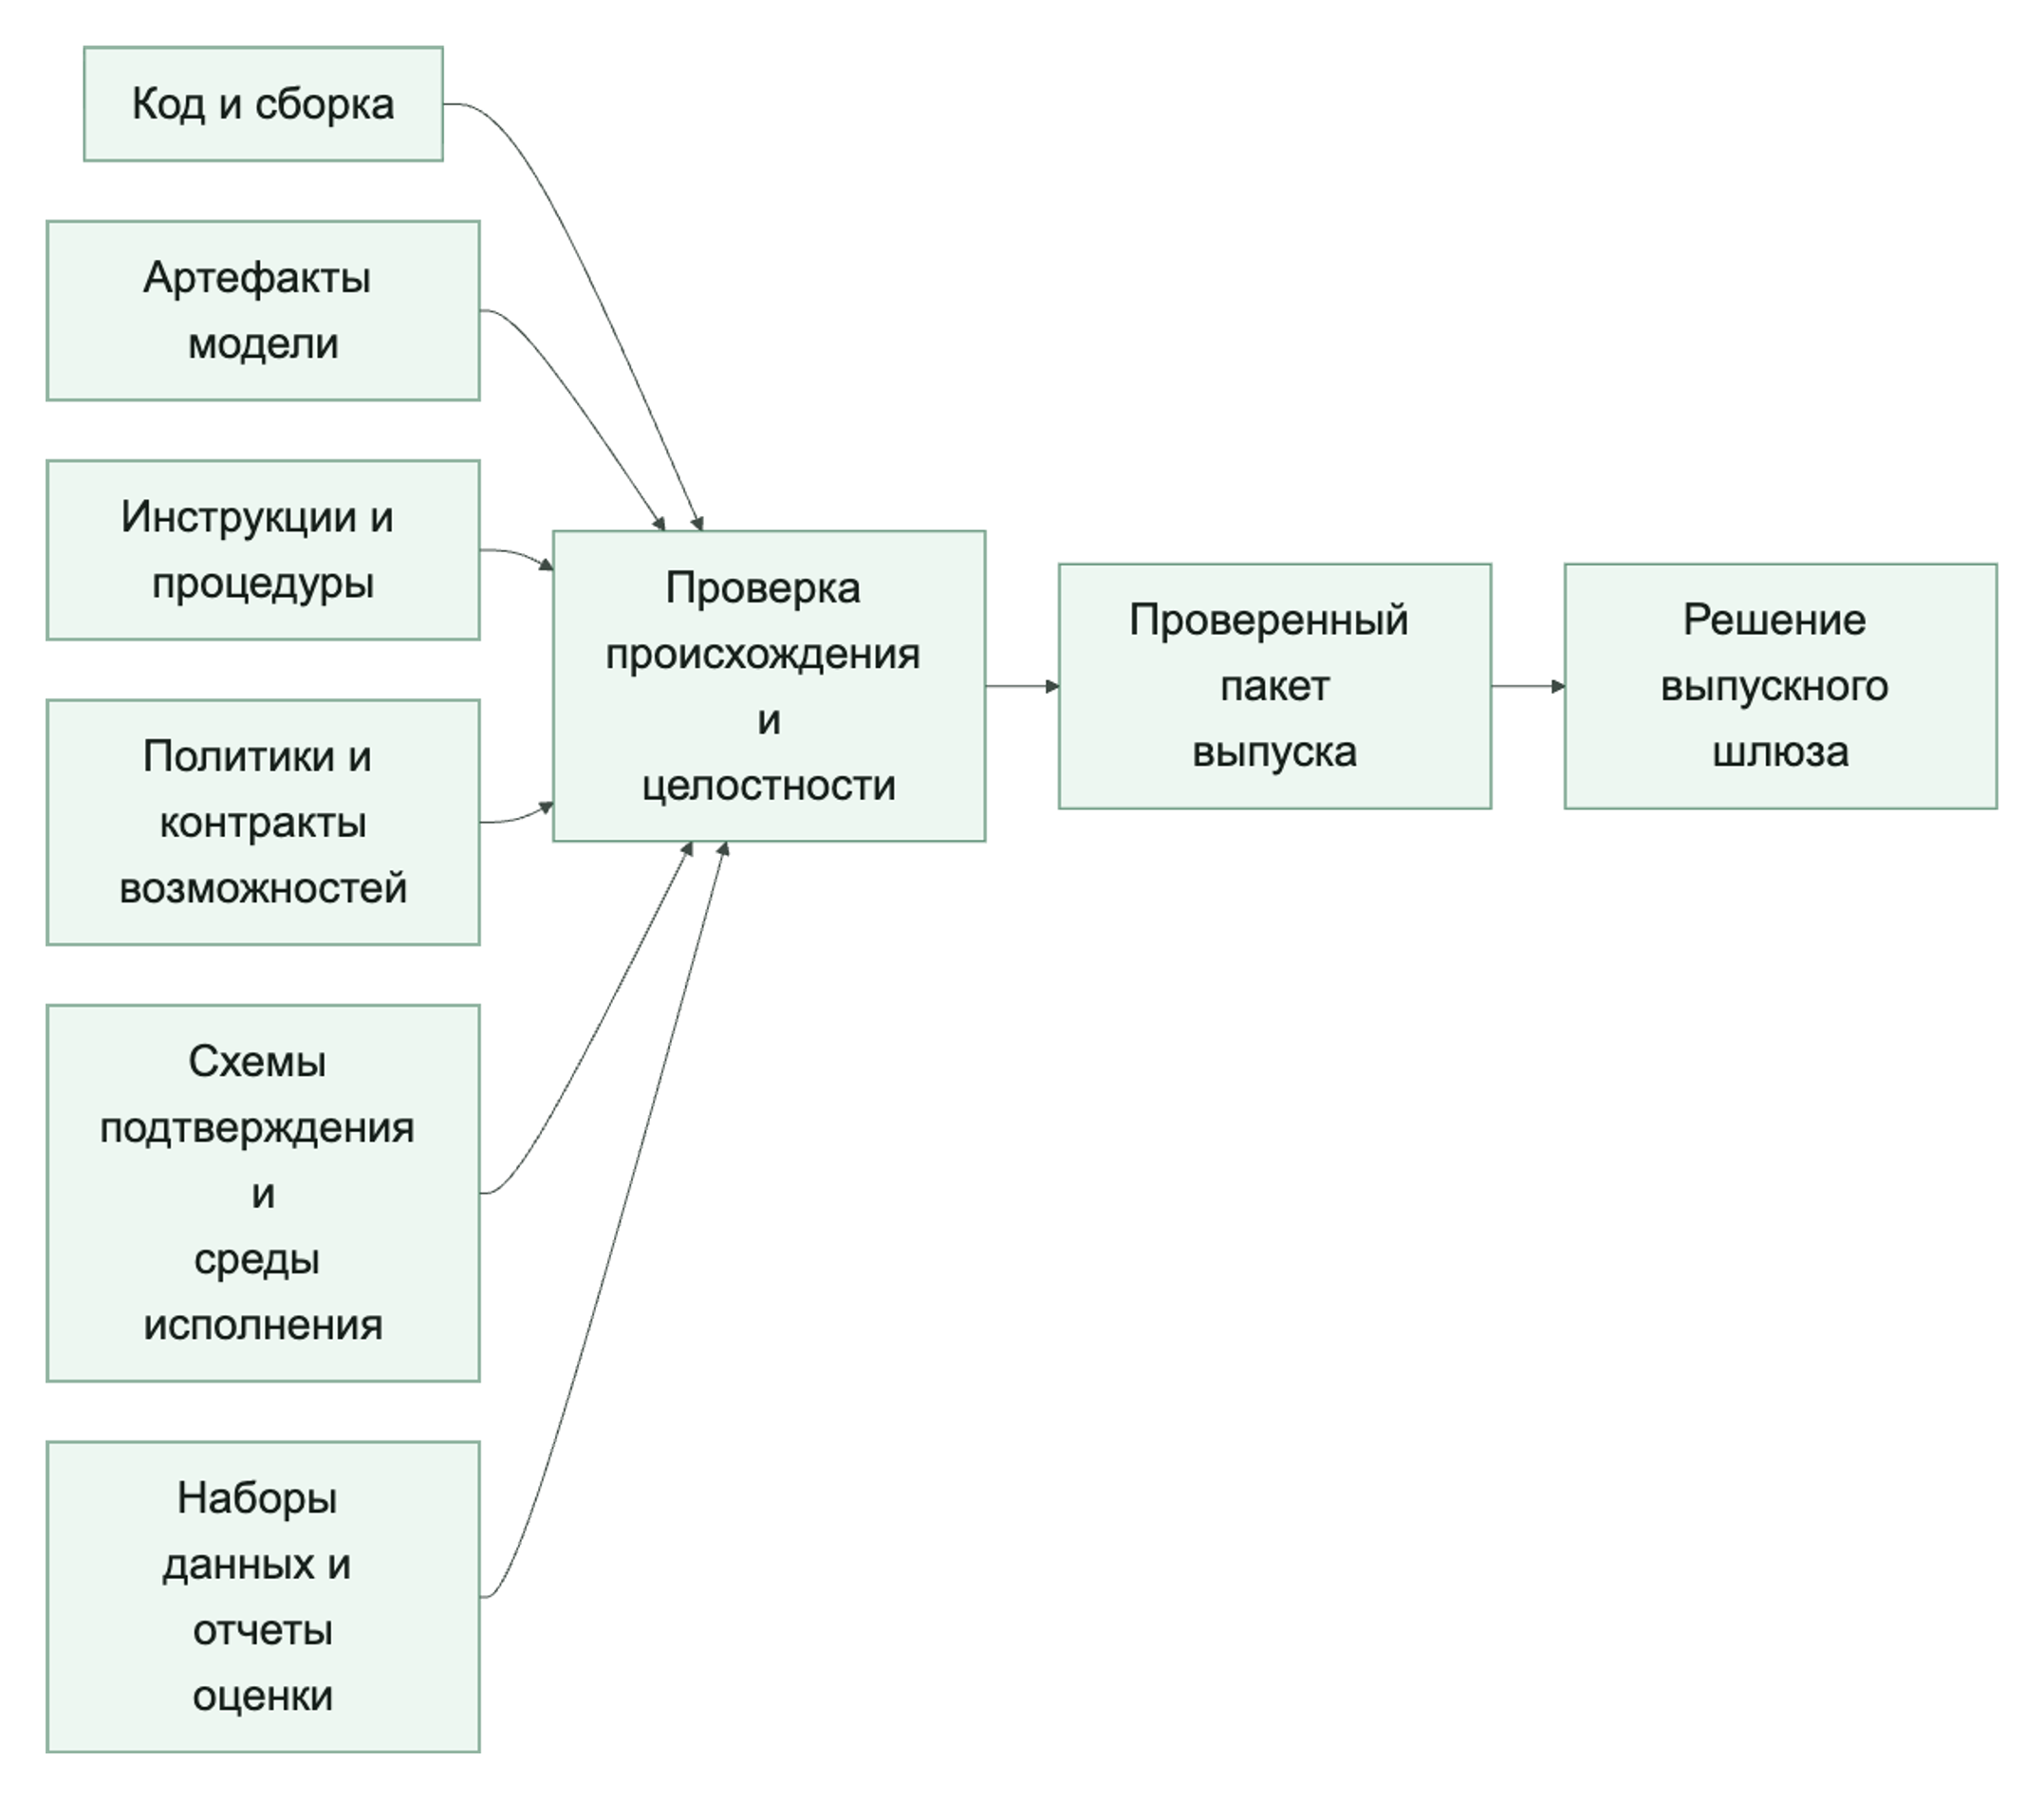 Код и сборка
Артефакты
модели
Инструкции и
процедуры
Политики и
контракты
возможностей
Схемы
подтверждения
и
среды
исполнения
Наборы
данных и
отчеты
оценки
Проверка
происхождения
и
целостности
Проверенный
пакет
выпуска
Решение
выпускного
шлюза